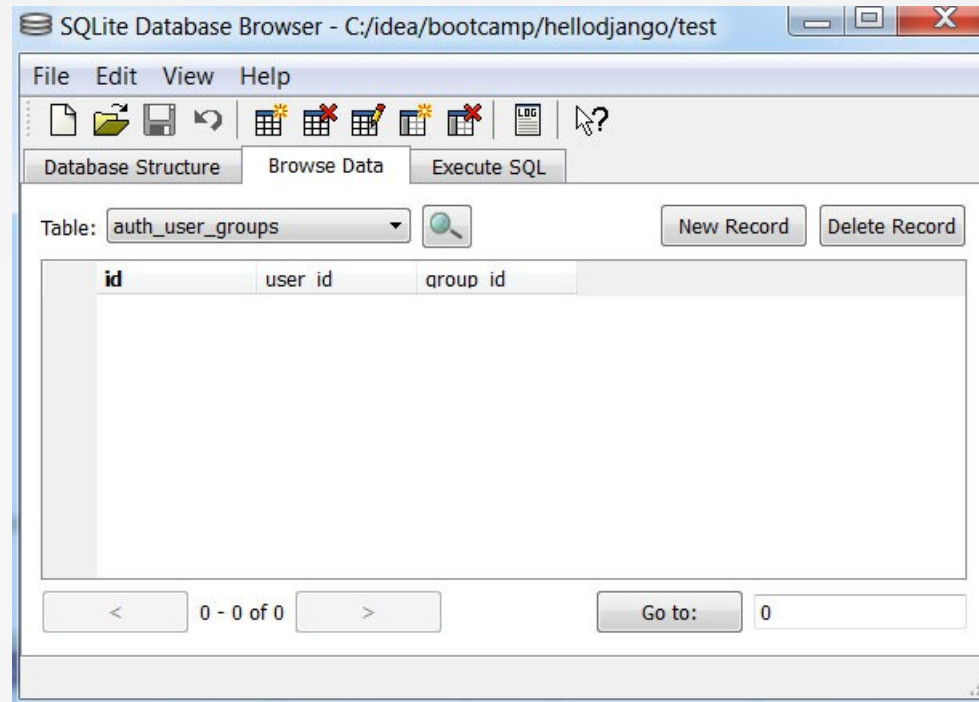 SQLite Database Browser - C:/idea/bootcamp/hellodjango/test
File Edit View Help
LOG ?
Database Structure Browse Data Execute SQL
Table: auth_user_groups New Record Delete Record
id user_id group_id
< 0 - 0 of 0 > Go to: 0